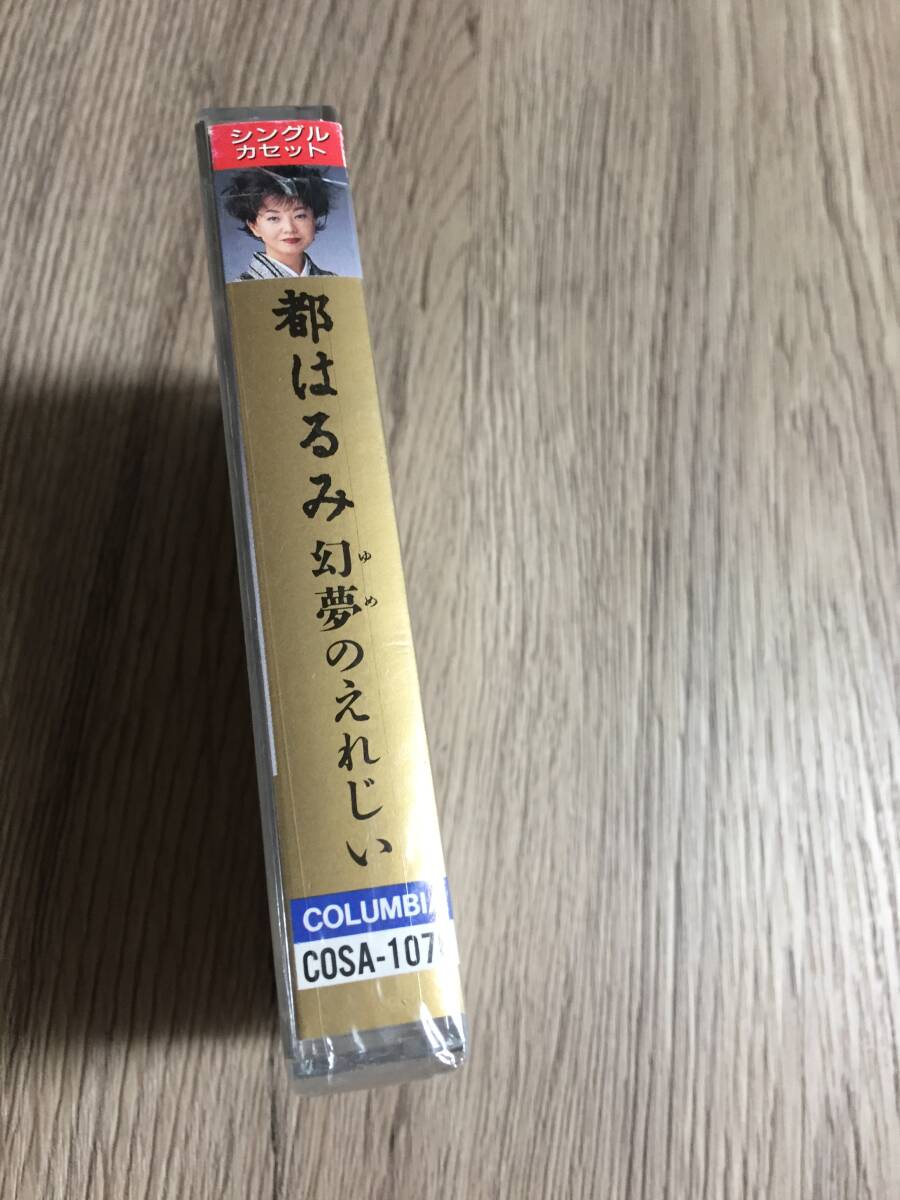 シングル
カセット
都はるみ 幻夢のえれじい
ゆめ
COLUMBIA
COSA-107